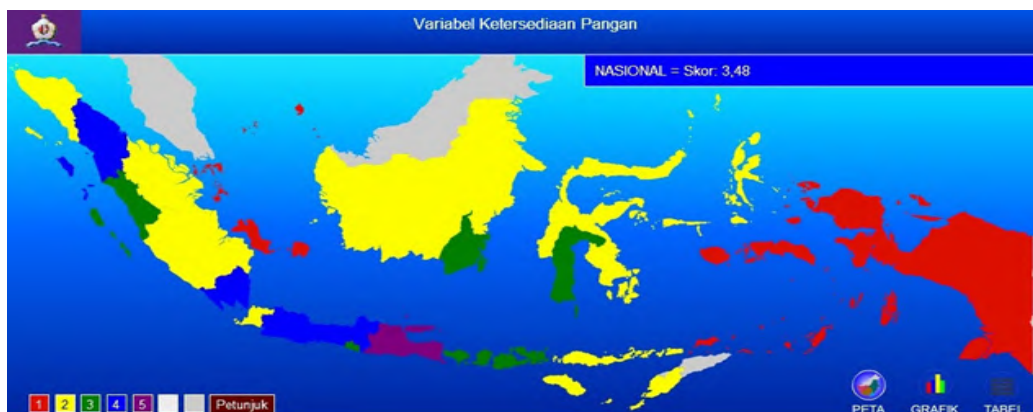 Variabel Ketersediaan Pangan
NASIONAL = Skor: 3,48
1 2 3 4 5 Petunjuk
PETA GRAFIK TABEL